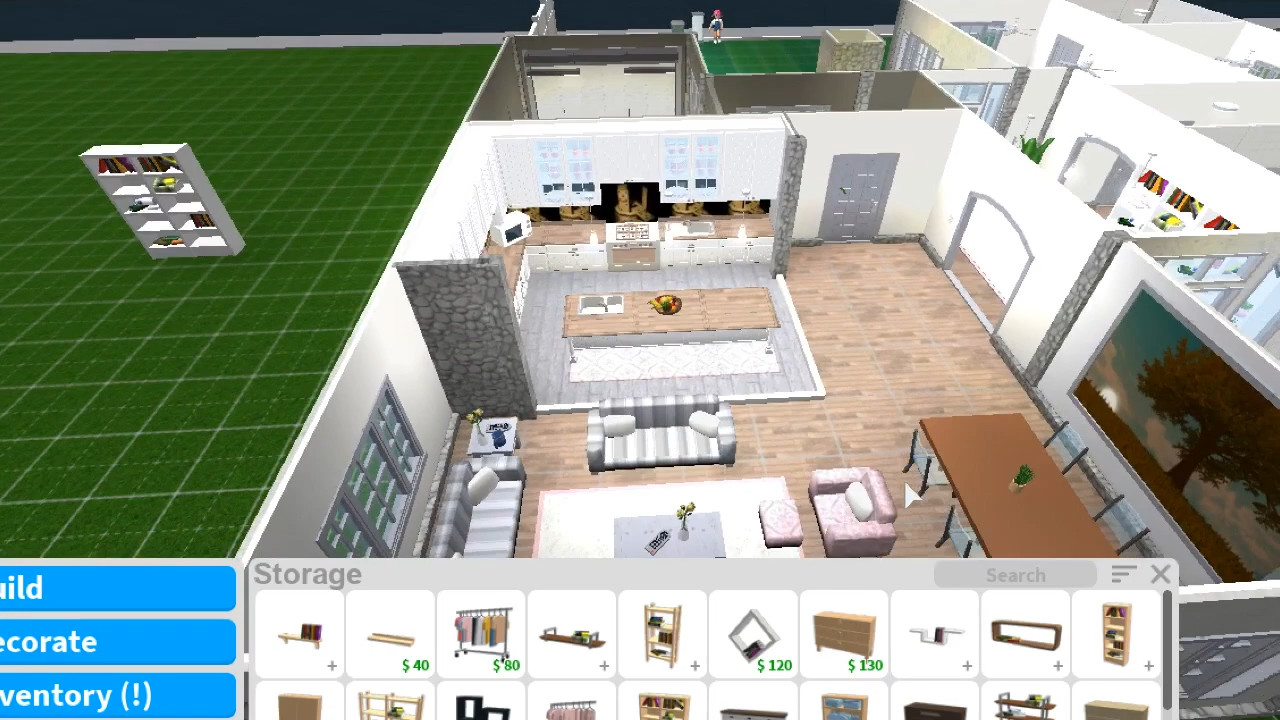 uild
ecorate
ventory (!)
Storage
Search
$ 40
$ 80
$ 120
$ 130